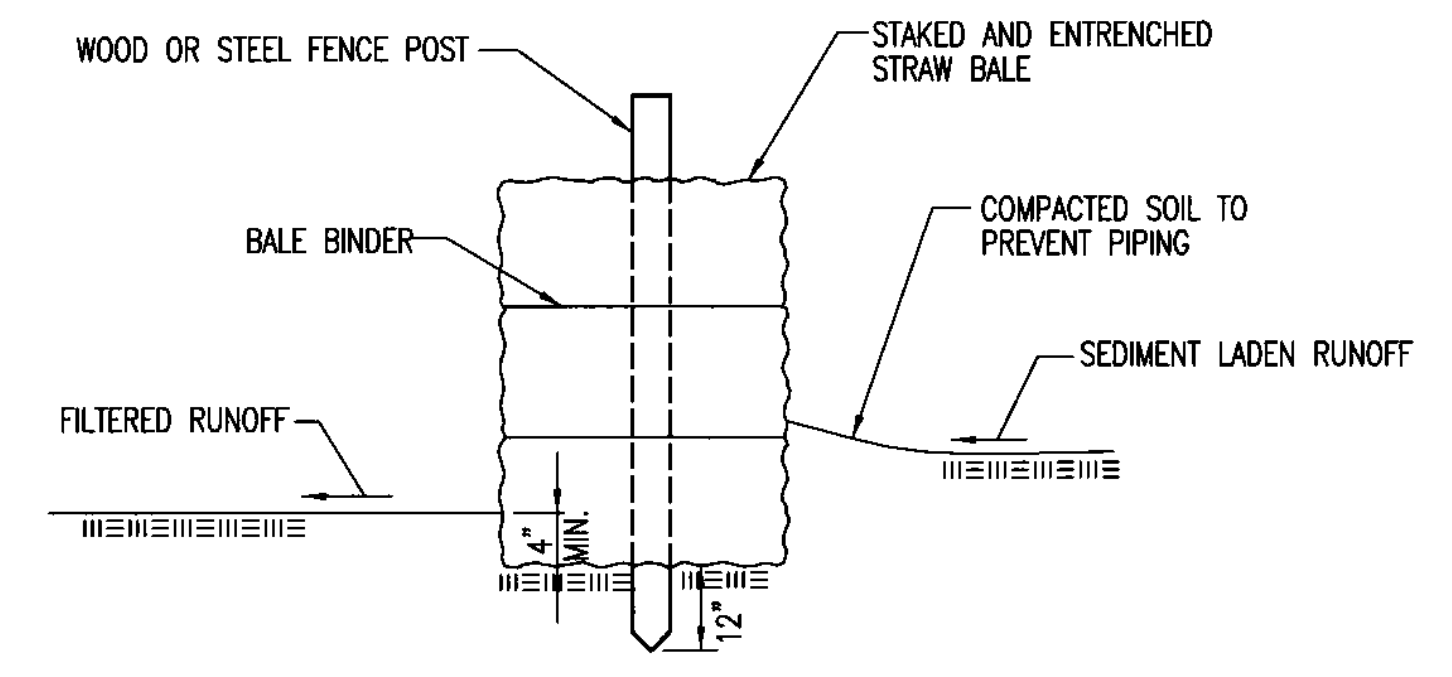 WOOD OR STEEL FENCE POST
STAKED AND ENTRENCHED
STRAW BALE
BALE BINDER
COMPACTED SOIL TO
PREVENT PIPING
SEDIMENT LADEN RUNOFF
FILTERED RUNOFF
4"
MIN.
12"